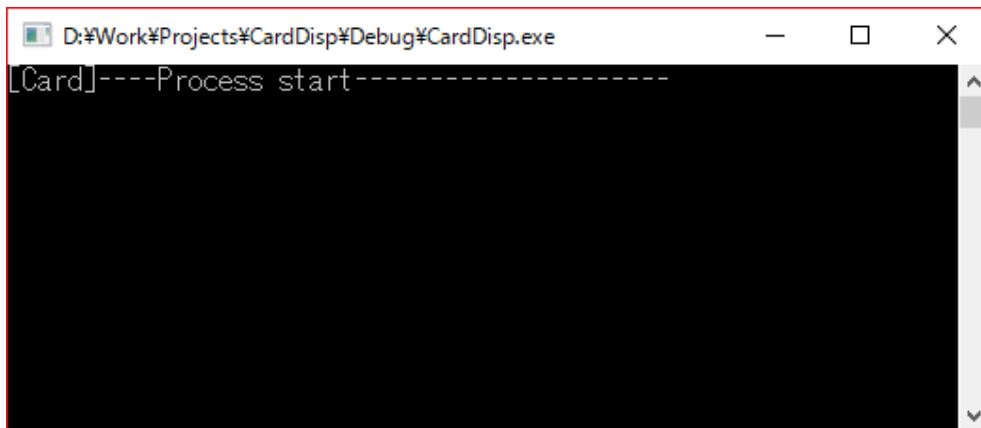 D:¥Work¥Projects¥CardDisp¥Debug¥CardDisp.exe
[Card]----Process start---------------------